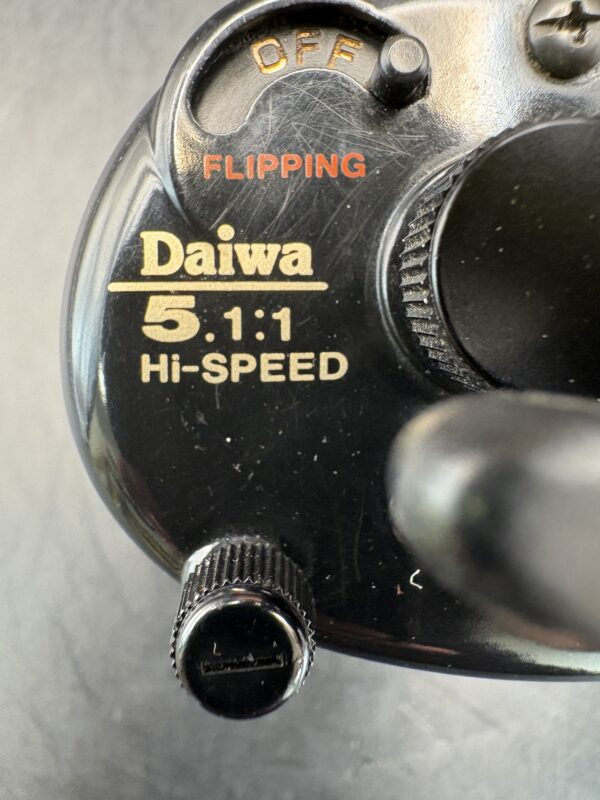 OFF
FLIPPING
Daiwa
5.1:1
Hi-SPEED